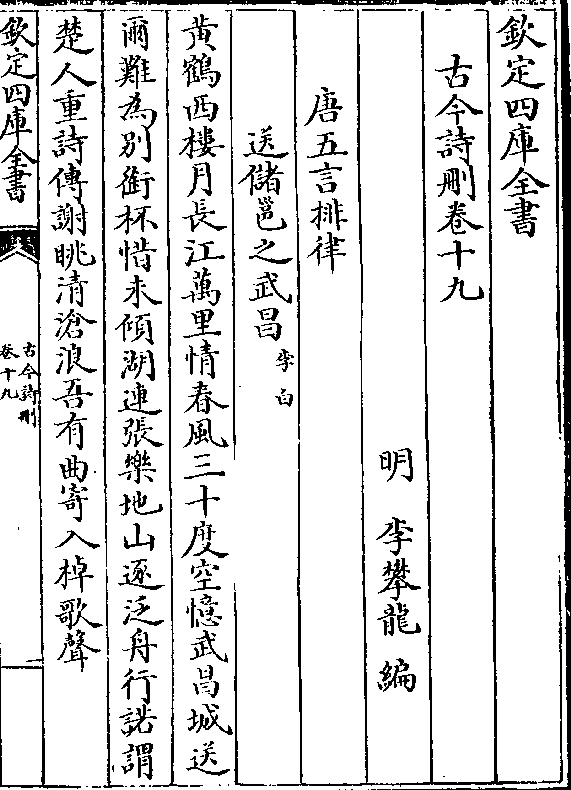 欽定四庫全書
古今詩刪卷十九
明　李攀龍　編
唐五言排律
送儲邕之武昌　李白
黄鶴西樓月長江萬里情春風三十度空憶武昌城送
爾難為別銜杯惜未傾湖連張樂地山逐泛舟行諾謂
楚人重詩傳謝朓清滄浪吾有曲寄入棹歌聲
欽定四庫全書
古今詩刪
卷十九